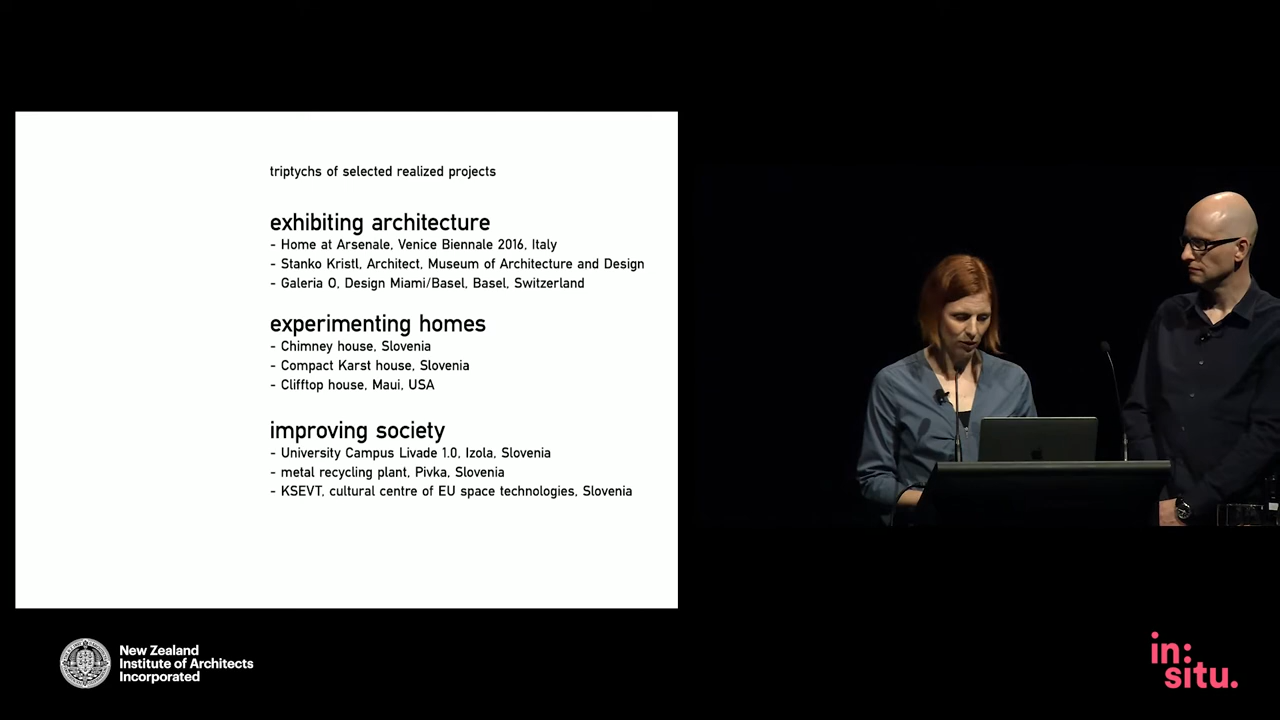 triptychs of selected realized projects
exhibiting architecture
- Home at Arsenale, Venice Biennale 2016, Italy
- Stanko Kristl, Architect, Museum of Architecture and Design
- Galeria O, Design Miami/Basel, Basel, Switzerland
experimenting homes
- Chimney house, Slovenia
- Compact Karst house, Slovenia
- Clifftop house, Maui, USA
improving society
- University Campus Livade 1.0, Izola, Slovenia
- metal recycling plant, Pivka, Slovenia
- KSEVT, cultural centre of EU space technologies, Slovenia
New Zealand
Institute of Architects
Incorporated
in:
situ.